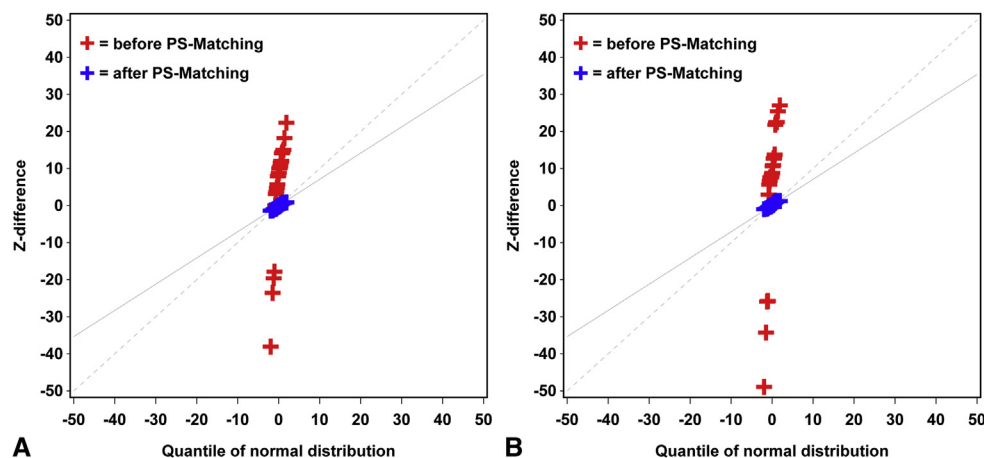 50
40
30
20
10
0
-10
-20
-30
-40
-50
Z-difference
+ = before PS-Matching
+ = after PS-Matching
-50 -40 -30 -20 -10 0 10 20 30 40 50
Quantile of normal distribution
A
50
40
30
20
10
0
-10
-20
-30
-40
-50
Z-difference
+ = before PS-Matching
+ = after PS-Matching
-50 -40 -30 -20 -10 0 10 20 30 40 50
Quantile of normal distribution
B